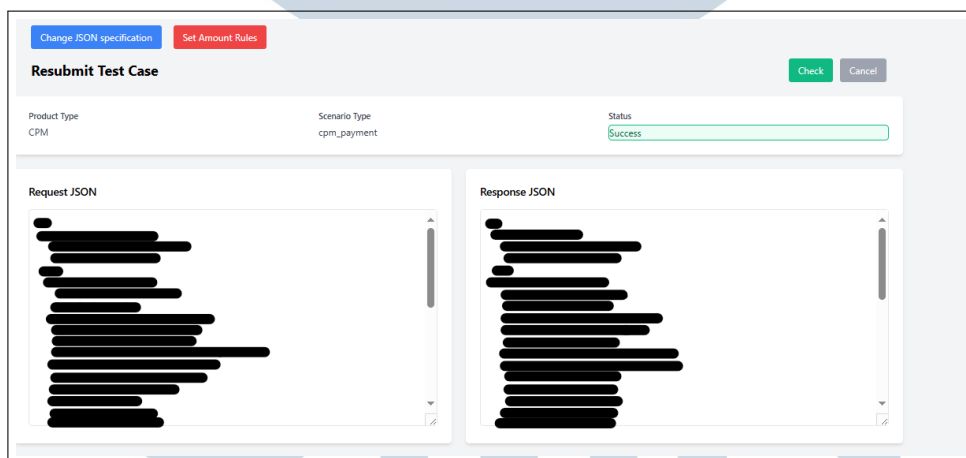 Change JSON specification Set Amount Rules
Resubmit Test Case Check Cancel
Product Type Scenario Type Status
CPM cpm_payment Success
Request JSON Response JSON